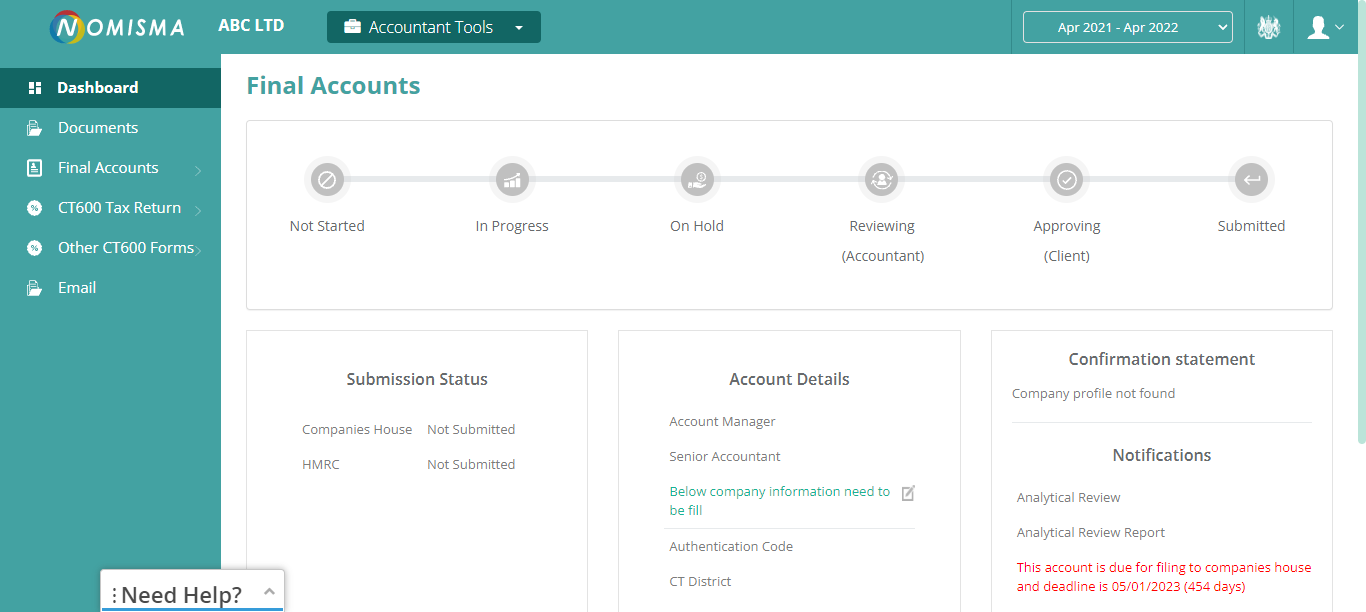 NOMISMA
ABC LTD
Accountant Tools
Apr 2021 - Apr 2022
Dashboard
Documents
Final Accounts
CT600 Tax Return
Other CT600 Forms
Email
Final Accounts
Not Started
In Progress
On Hold
Reviewing
(Accountant)
Approving
(Client)
Submitted
Submission Status
Companies House Not Submitted
HMRC Not Submitted
Account Details
Account Manager
Senior Accountant
Below company information need to
be fill
Authentication Code
CT District
Confirmation statement
Company profile not found
Notifications
Analytical Review
Analytical Review Report
This account is due for filing to companies house
and deadline is 05/01/2023 (454 days)
Need Help?